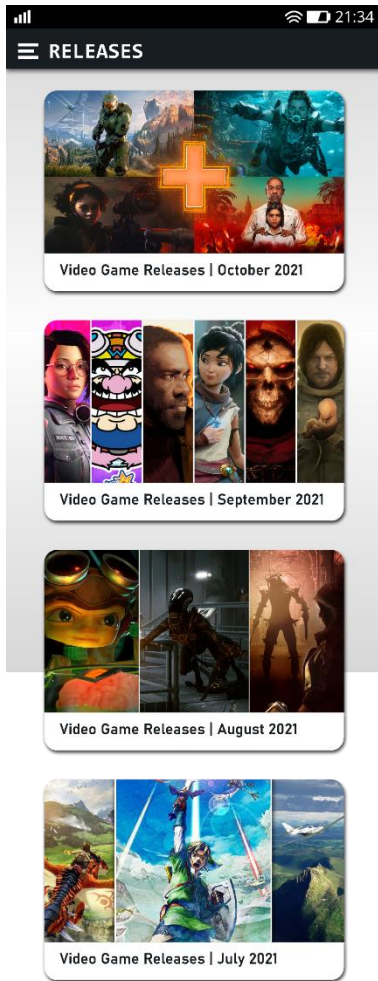 21:34
RELEASES
Video Game Releases | October 2021
Video Game Releases | September 2021
Video Game Releases | August 2021
Video Game Releases | July 2021